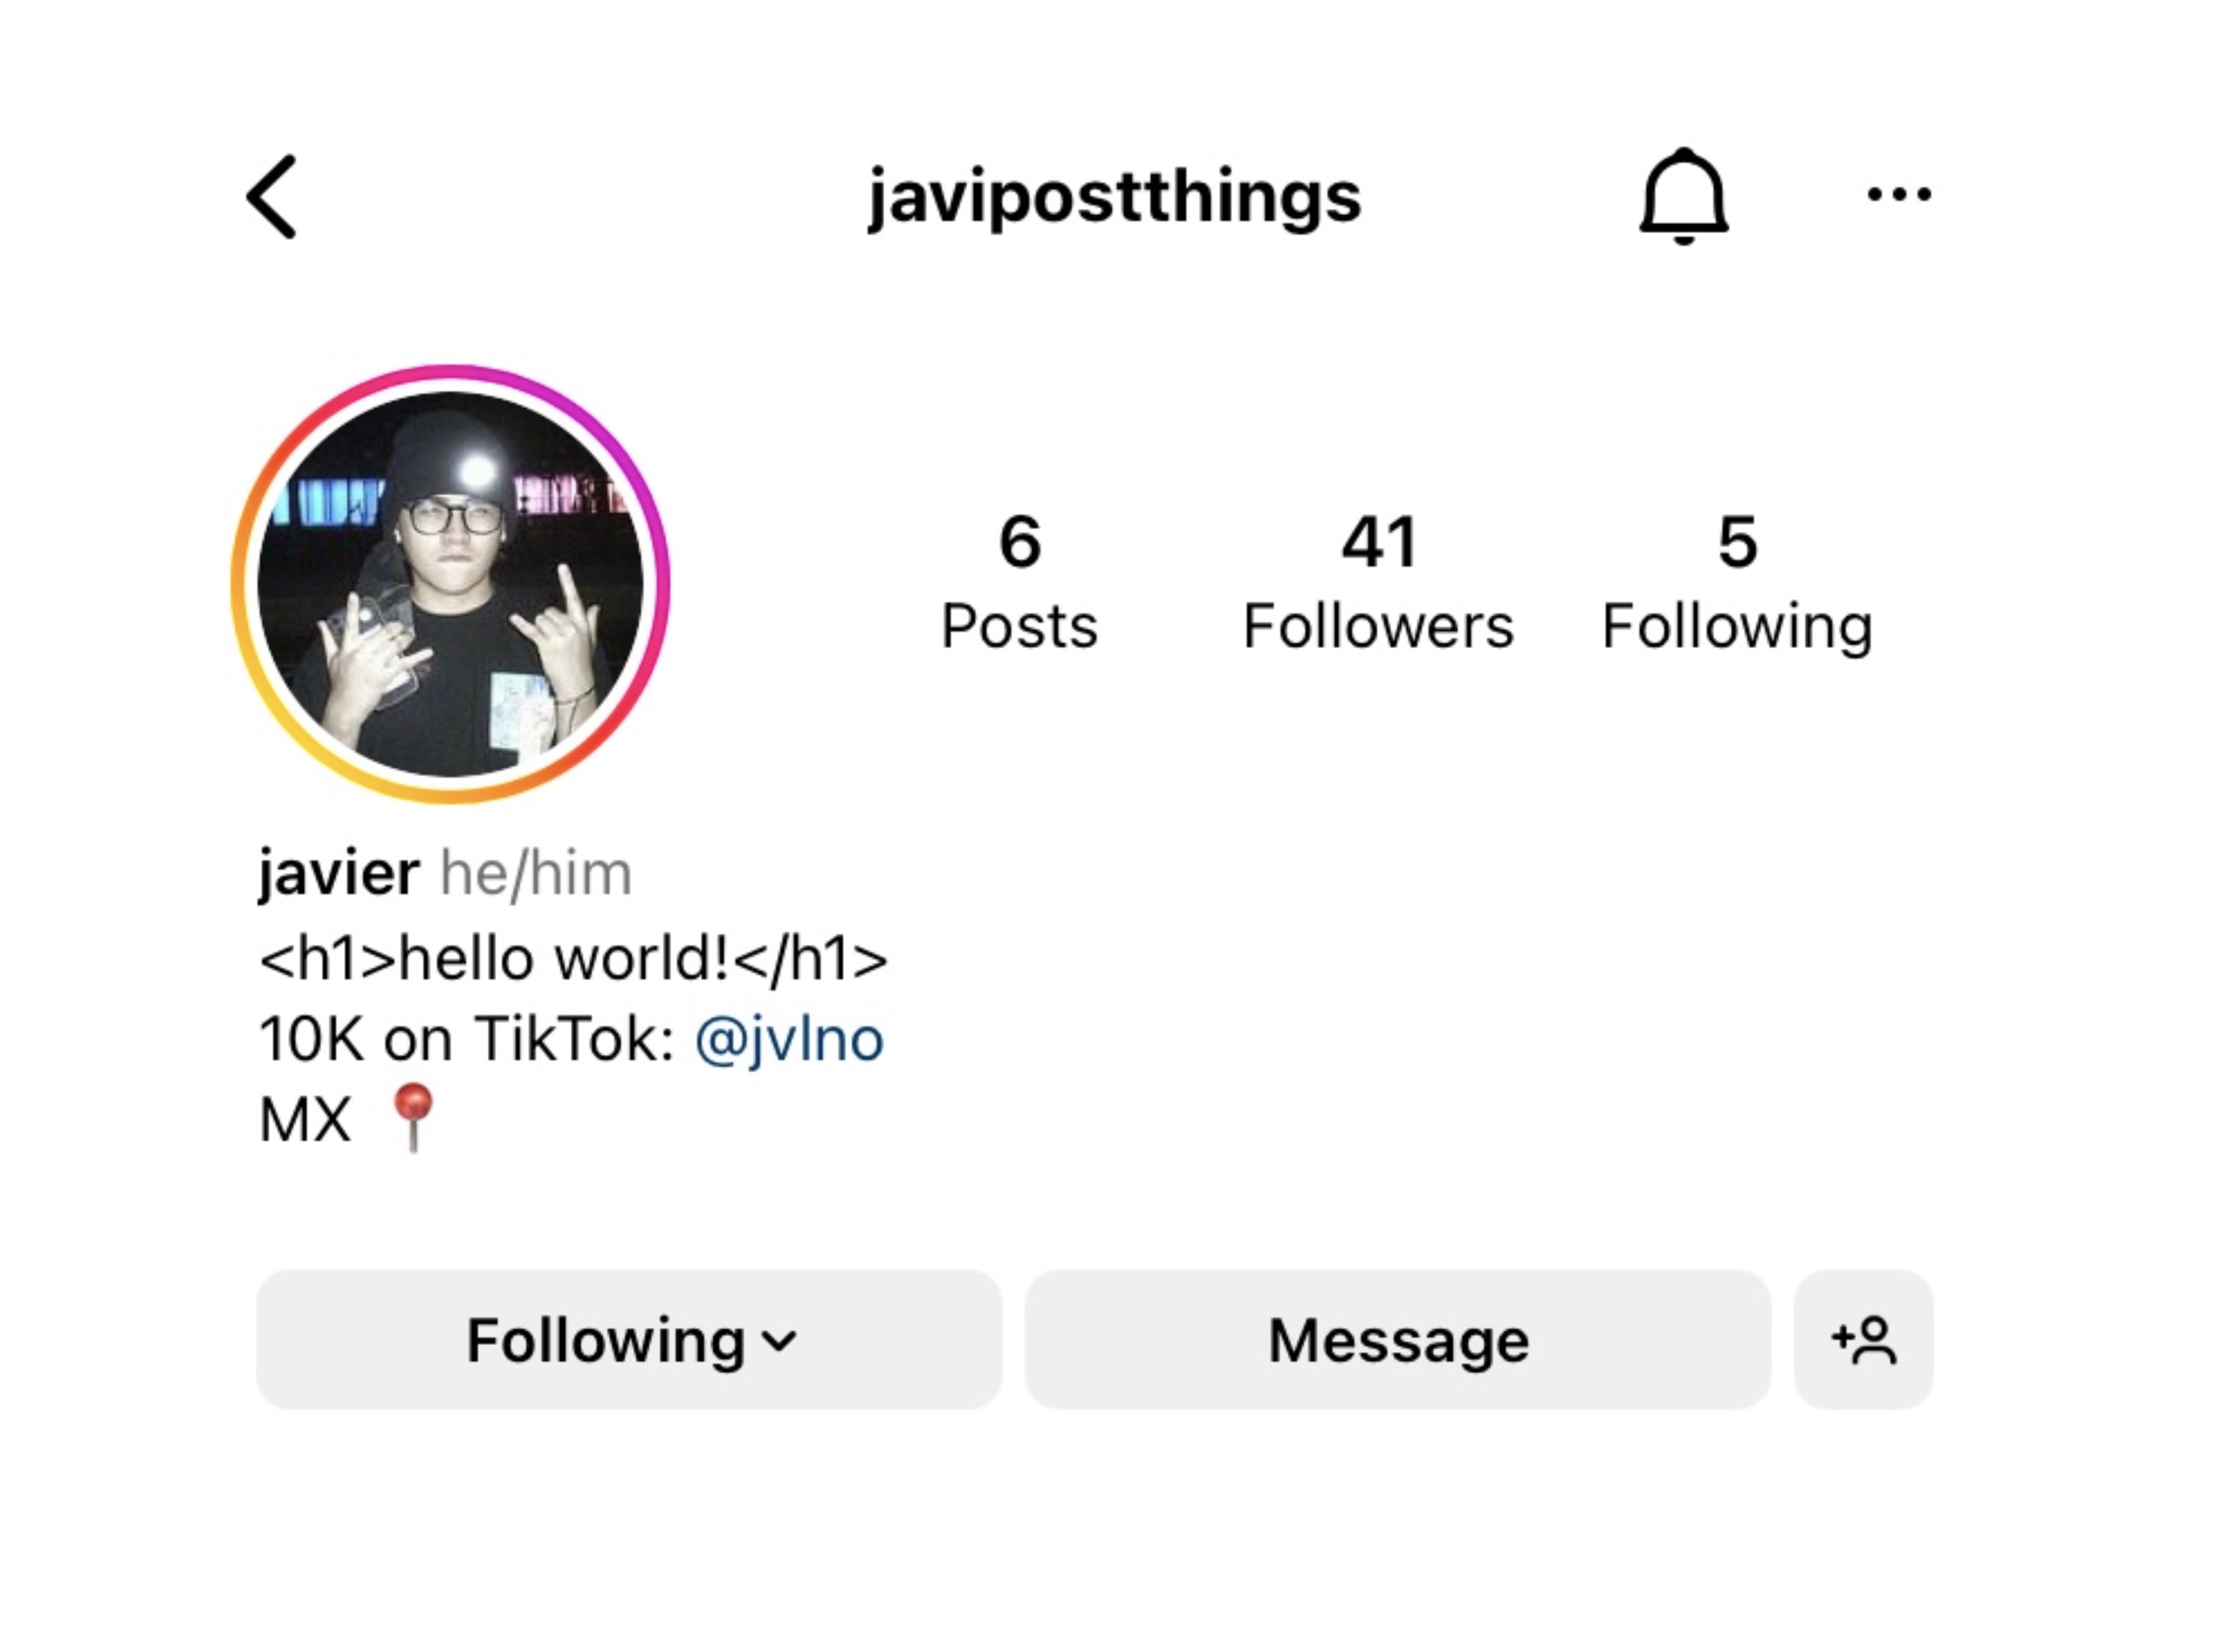 javipostthings
6
Posts
41
Followers
5
Following
javier he/him
<h1>hello world!</h1>
10K on TikTok: @jvlno
MX 📍
Following
Message